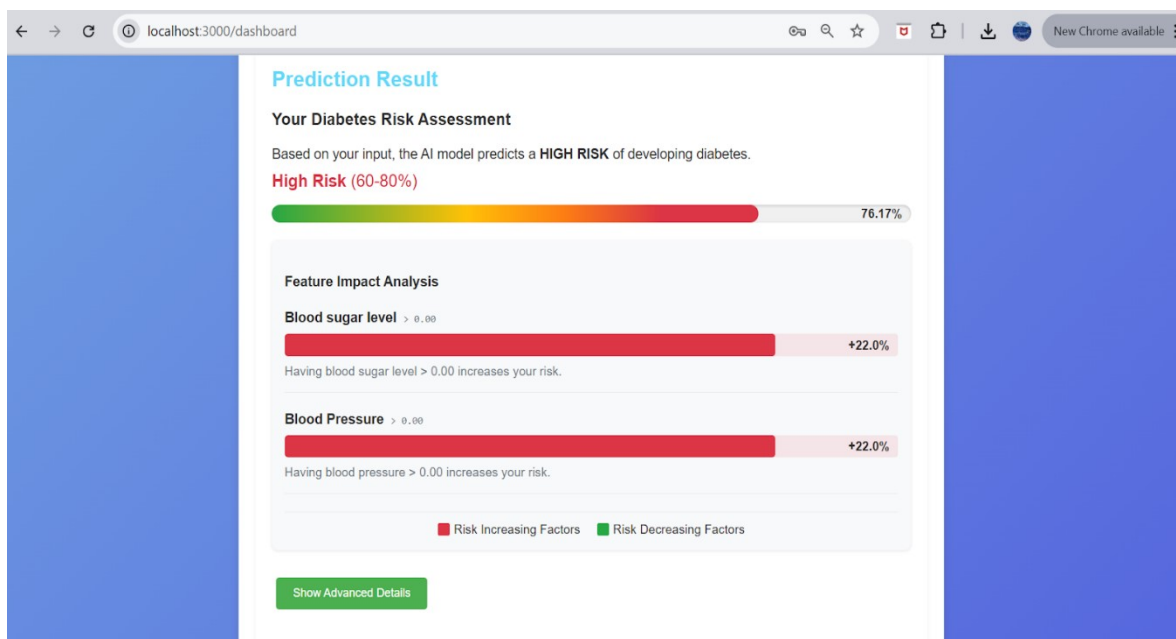 localhost:3000/dashboard
New Chrome available
Prediction Result
Your Diabetes Risk Assessment
Based on your input, the AI model predicts a HIGH RISK of developing diabetes.
High Risk (60-80%)
76.17%
Feature Impact Analysis
Blood sugar level > 0.00
+22.0%
Having blood sugar level > 0.00 increases your risk.
Blood Pressure > 0.00
+22.0%
Having blood pressure > 0.00 increases your risk.
Risk Increasing Factors Risk Decreasing Factors
Show Advanced Details